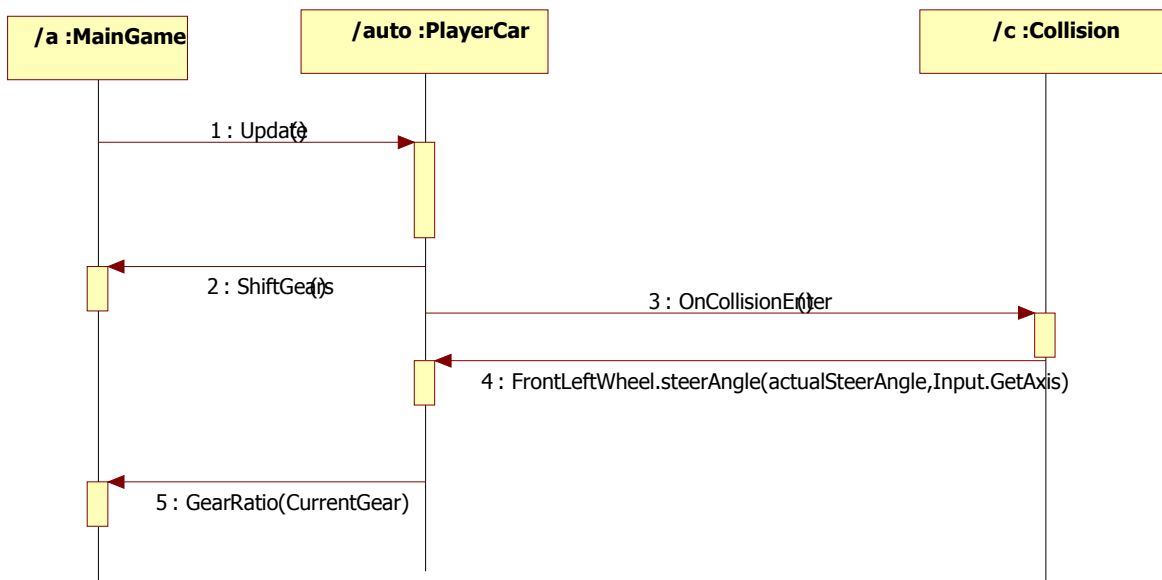 /a :MainGame
/auto :PlayerCar
/c :Collision
1 : Update()
2 : ShiftGears()
3 : OnCollisionEnter()
4 : FrontLeftWheel.steerAngle(actualSteerAngle,Input.GetAxis)
5 : GearRatio(CurrentGear)